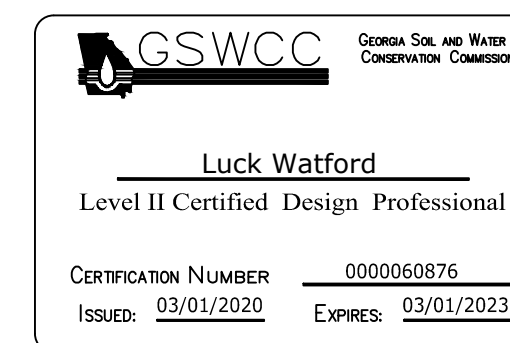 GSWCC
GEORGIA SOIL AND WATER
CONSERVATION COMMISSION
Luck Watford
Level II Certified Design Professional
CERTIFICATION NUMBER 0000060876
ISSUED: 03/01/2020 EXPIRES: 03/01/2023